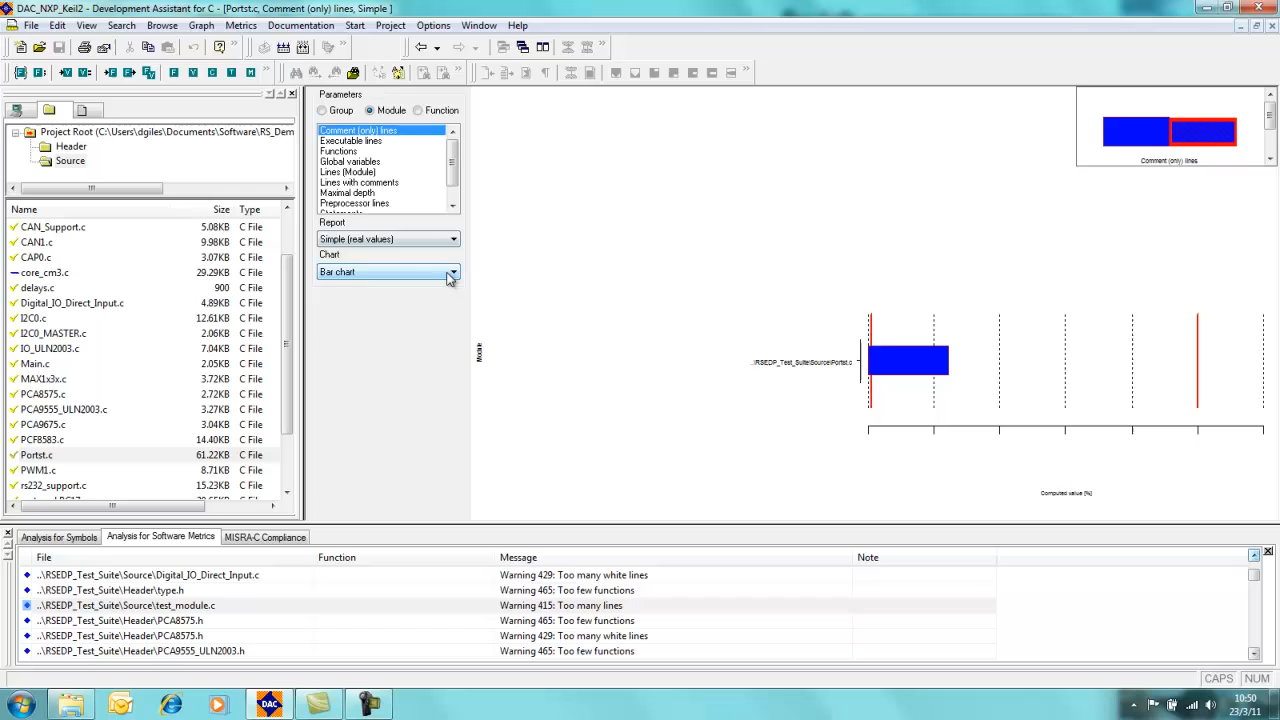 DAC_NXP_Keil2 - Development Assistant for C - [Portst.c, Comment (only) lines, Simple ]
File Edit View Search Browse Graph Metrics Documentation Start Project Options Window Help
Parameters
Group Module Function
Comment (only) lines
Executable lines
Functions
Global variables
Lines (Module)
Lines with comments
Maximal depth
Preprocessor lines
Report
Simple (real values)
Chart
Bar chart
Project Root (C:\Users\dgiles\Documents\Software\RS_Dem
Header
Source
Name Size Type
CAN_Support.c 5.08KB C File
CAN1.c 9.98KB C File
CAP0.c 3.07KB C File
core_cm3.c 29.29KB C File
delays.c 900 C File
Digital_IO_Direct_Input.c 4.89KB C File
I2C0.c 12.61KB C File
I2C0_MASTER.c 2.06KB C File
IO_ULN2003.c 7.04KB C File
Main.c 2.05KB C File
MAX1x3x.c 3.72KB C File
PCA8575.c 2.72KB C File
PCA9555_ULN2003.c 3.27KB C File
PCA9675.c 3.04KB C File
PCF8583.c 14.40KB C File
Portst.c 61.22KB C File
PWM1.c 8.71KB C File
rs232_support.c 15.23KB C File
Comment (only) lines
Module
..\RSEDP_Test_Suite\Source\Portst.c
Computed value [%]
Analysis for Symbols Analysis for Software Metrics MISRA-C Compliance
File Function Message Note
..\RSEDP_Test_Suite\Source\Digital_IO_Direct_Input.c Warning 429: Too many white lines
..\RSEDP_Test_Suite\Header\type.h Warning 465: Too few functions
..\RSEDP_Test_Suite\Source\test_module.c Warning 415: Too many lines
..\RSEDP_Test_Suite\Header\PCA8575.h Warning 465: Too few functions
..\RSEDP_Test_Suite\Header\PCA8575.h Warning 429: Too many white lines
..\RSEDP_Test_Suite\Header\PCA9555_ULN2003.h Warning 465: Too few functions
CAPS NUM
DAC
10:50
23/3/11